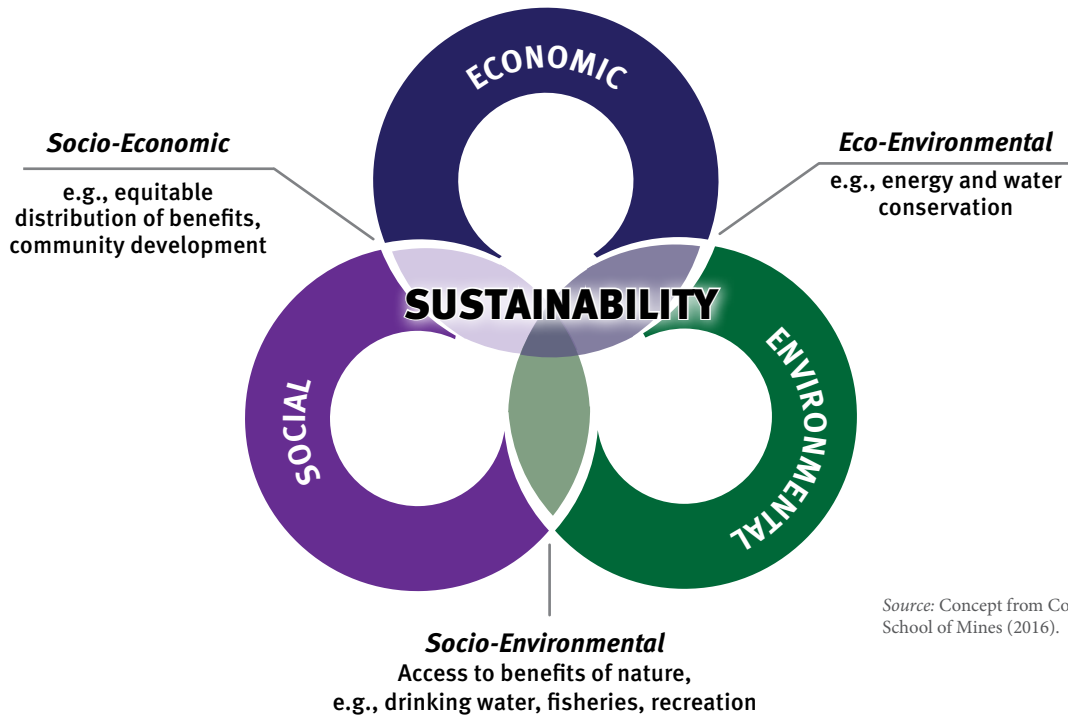 ECONOMIC
Socio-Economic
e.g., equitable
distribution of benefits,
community development
Eco-Environmental
e.g., energy and water
conservation
SUSTAINABILITY
SOCIAL
ENVIRONMENTAL
Source: Concept from Co
School of Mines (2016).
Socio-Environmental
Access to benefits of nature,
e.g., drinking water, fisheries, recreation